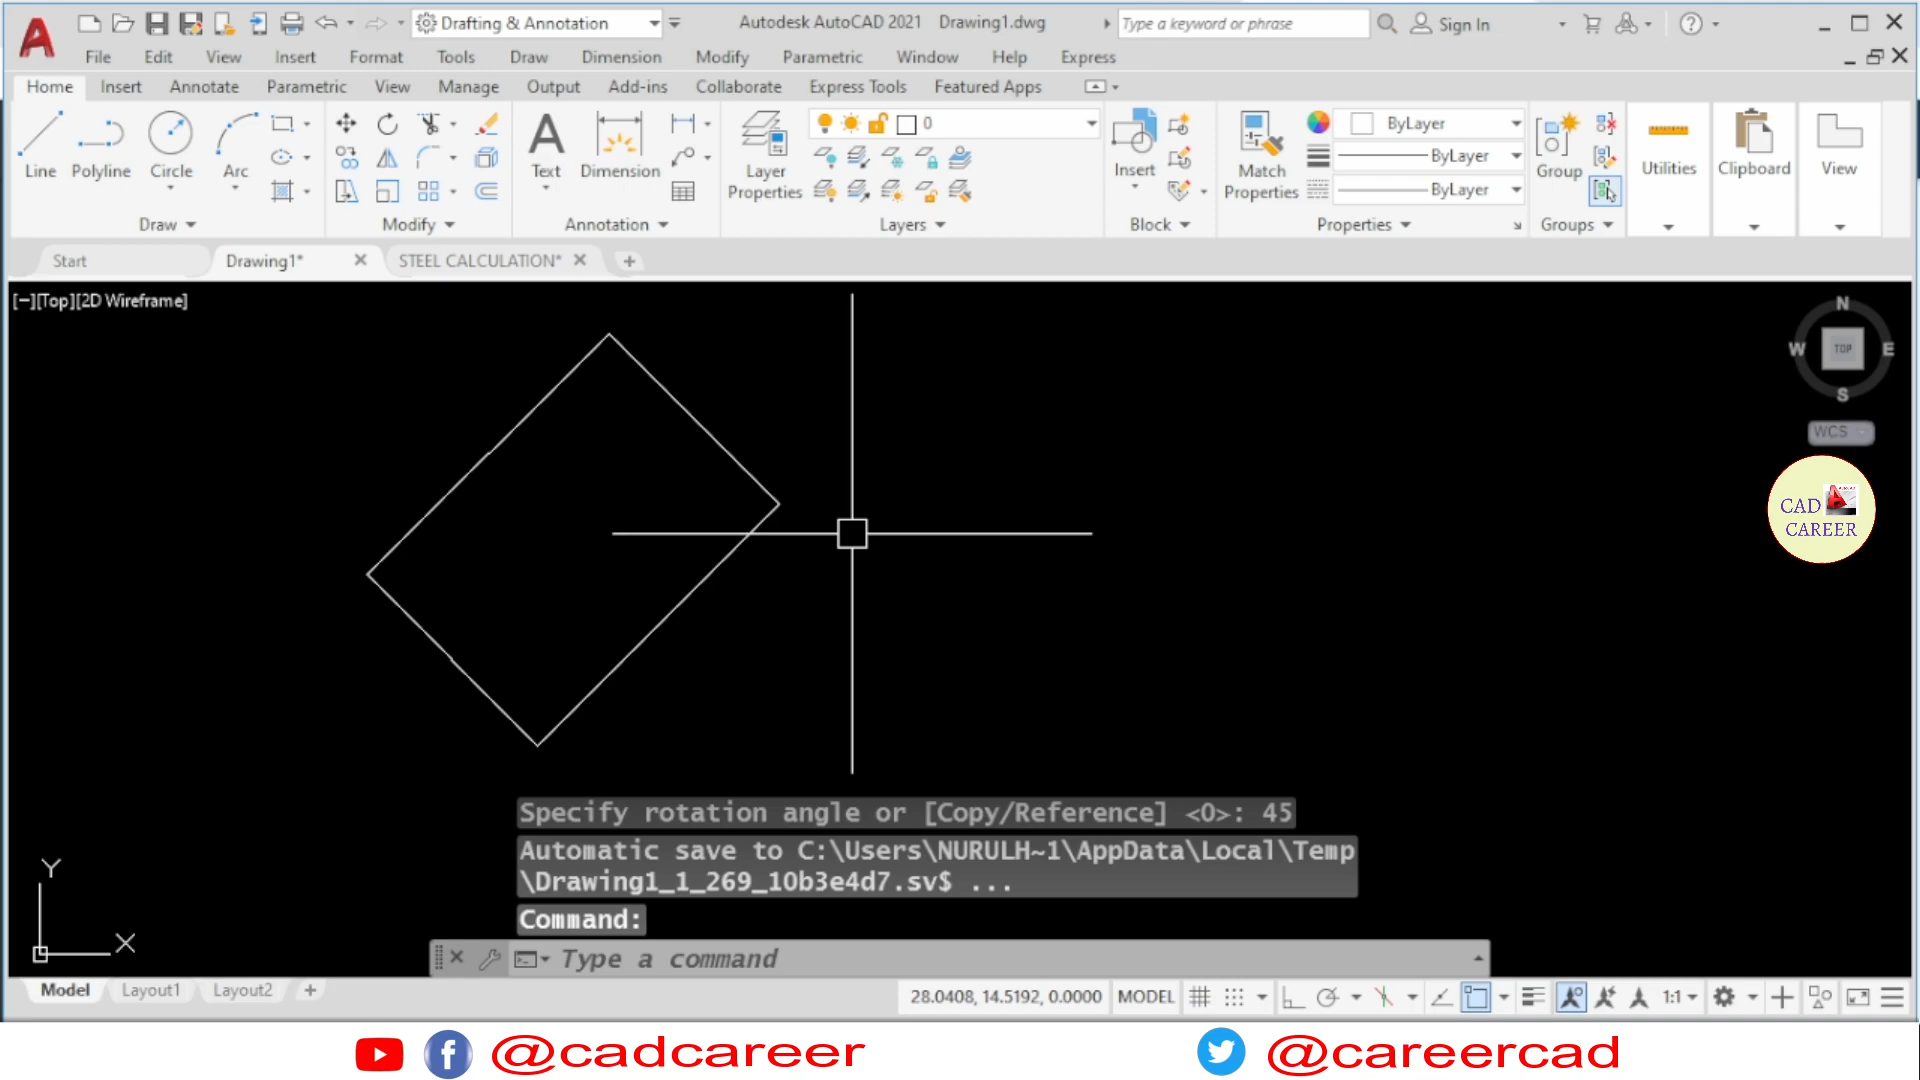 Drafting & Annotation
Autodesk AutoCAD 2021 Drawing1.dwg
Type a keyword or phrase
Sign In
File Edit View Insert Format Tools Draw Dimension Modify Parametric Window Help Express
Home Insert Annotate Parametric View Manage Output Add-ins Collaborate Express Tools Featured Apps
0
ByLayer
ByLayer
ByLayer
Line Polyline Circle Arc
Text Dimension
Layer Properties
Insert
Match Properties
Group
Utilities
Clipboard
View
Draw Modify Annotation Layers Block Properties Groups
Start Drawing1* STEEL CALCULATION*
[−][Top][2D Wireframe]
N
W TOP E
S
WCS
CAD
CAREER
Specify rotation angle or [Copy/Reference] <0>: 45
Automatic save to C:\Users\NURULH~1\AppData\Local\Temp
\Drawing1_1_269_10b3e4d7.sv$ ...
Command:
Type a command
Y
X
Model Layout1 Layout2
28.0408, 14.5192, 0.0000 MODEL 1:1
@cadcareer @careercad